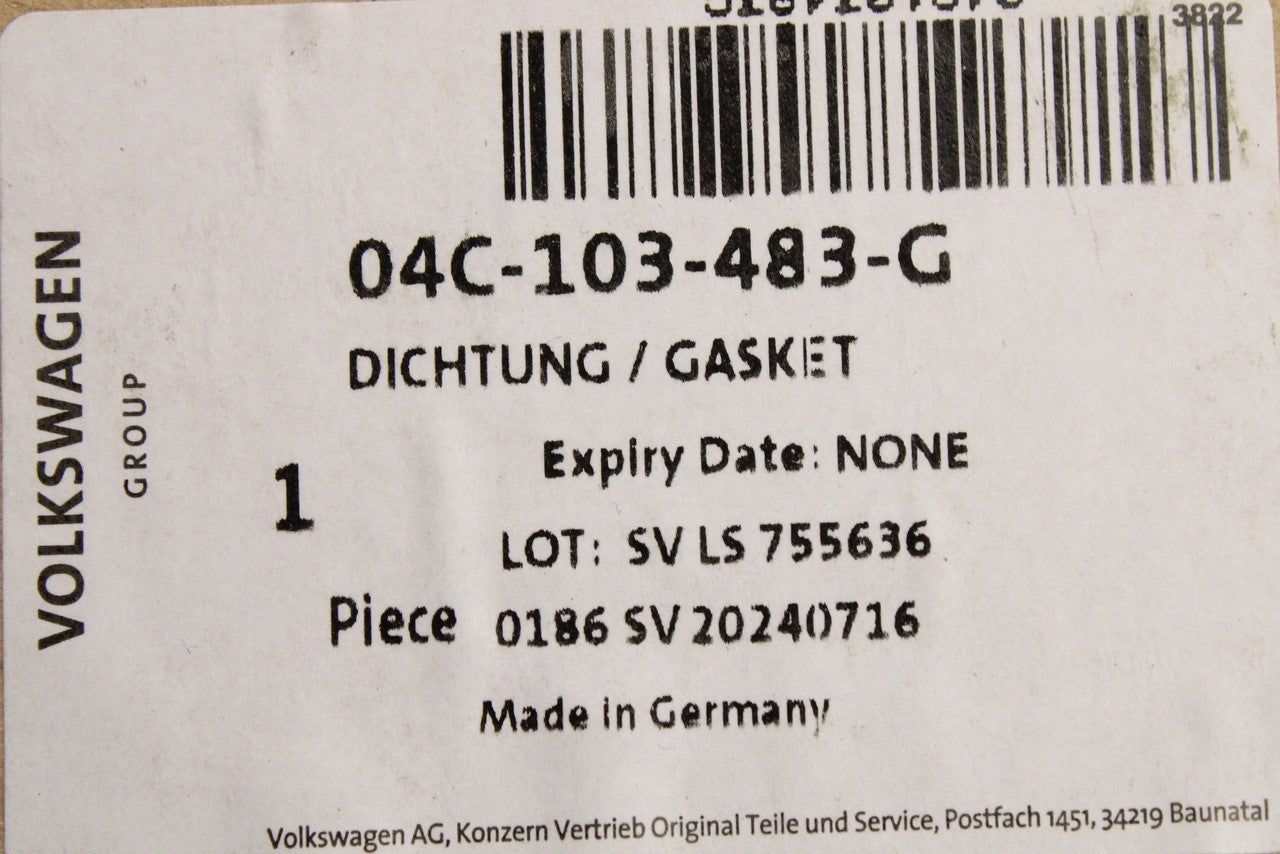 3822
04C-103-483-G
DICHTUNG / GASKET
Expiry Date: NONE
1
LOT: SV LS 755636
Piece 0186 SV 20240716
Made in Germany
VOLKSWAGEN
GROUP
Volkswagen AG, Konzern Vertrieb Original Teile und Service, Postfach 1451, 34219 Baunatal